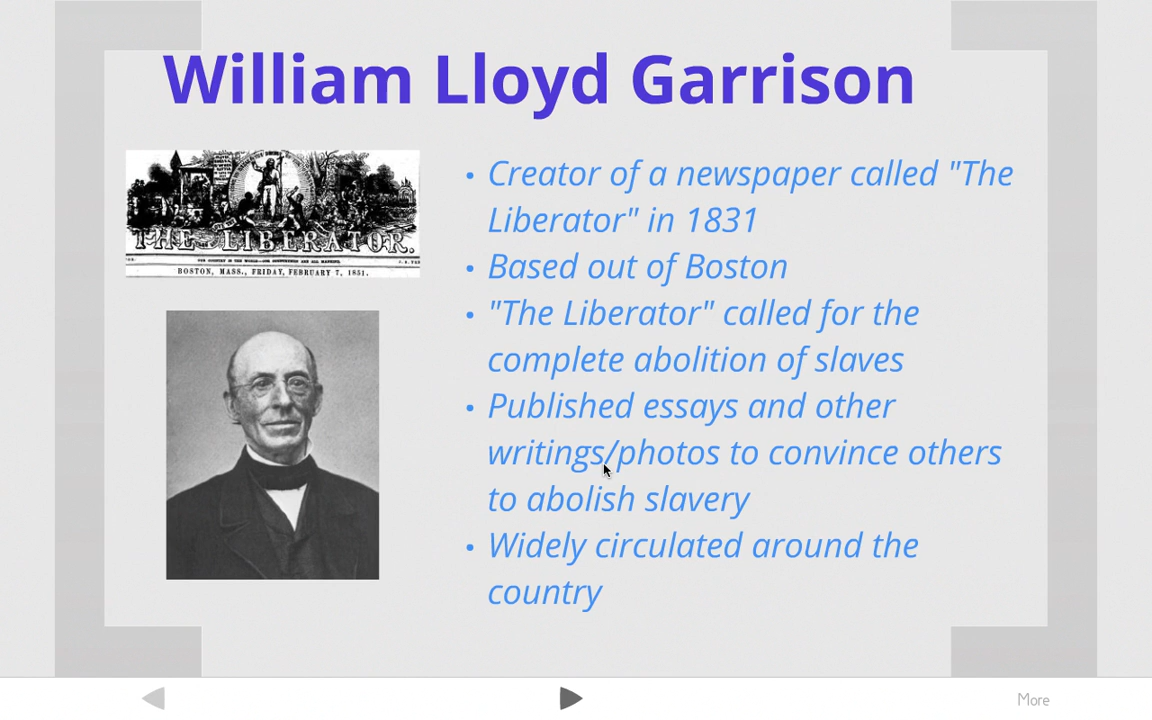 William Lloyd Garrison
THE LIBERATOR.
BOSTON, MASS., FRIDAY, FEBRUARY 7, 1851.
• Creator of a newspaper called "The
Liberator" in 1831
• Based out of Boston
• "The Liberator" called for the
complete abolition of slaves
• Published essays and other
writings/photos to convince others
to abolish slavery
• Widely circulated around the
country
More